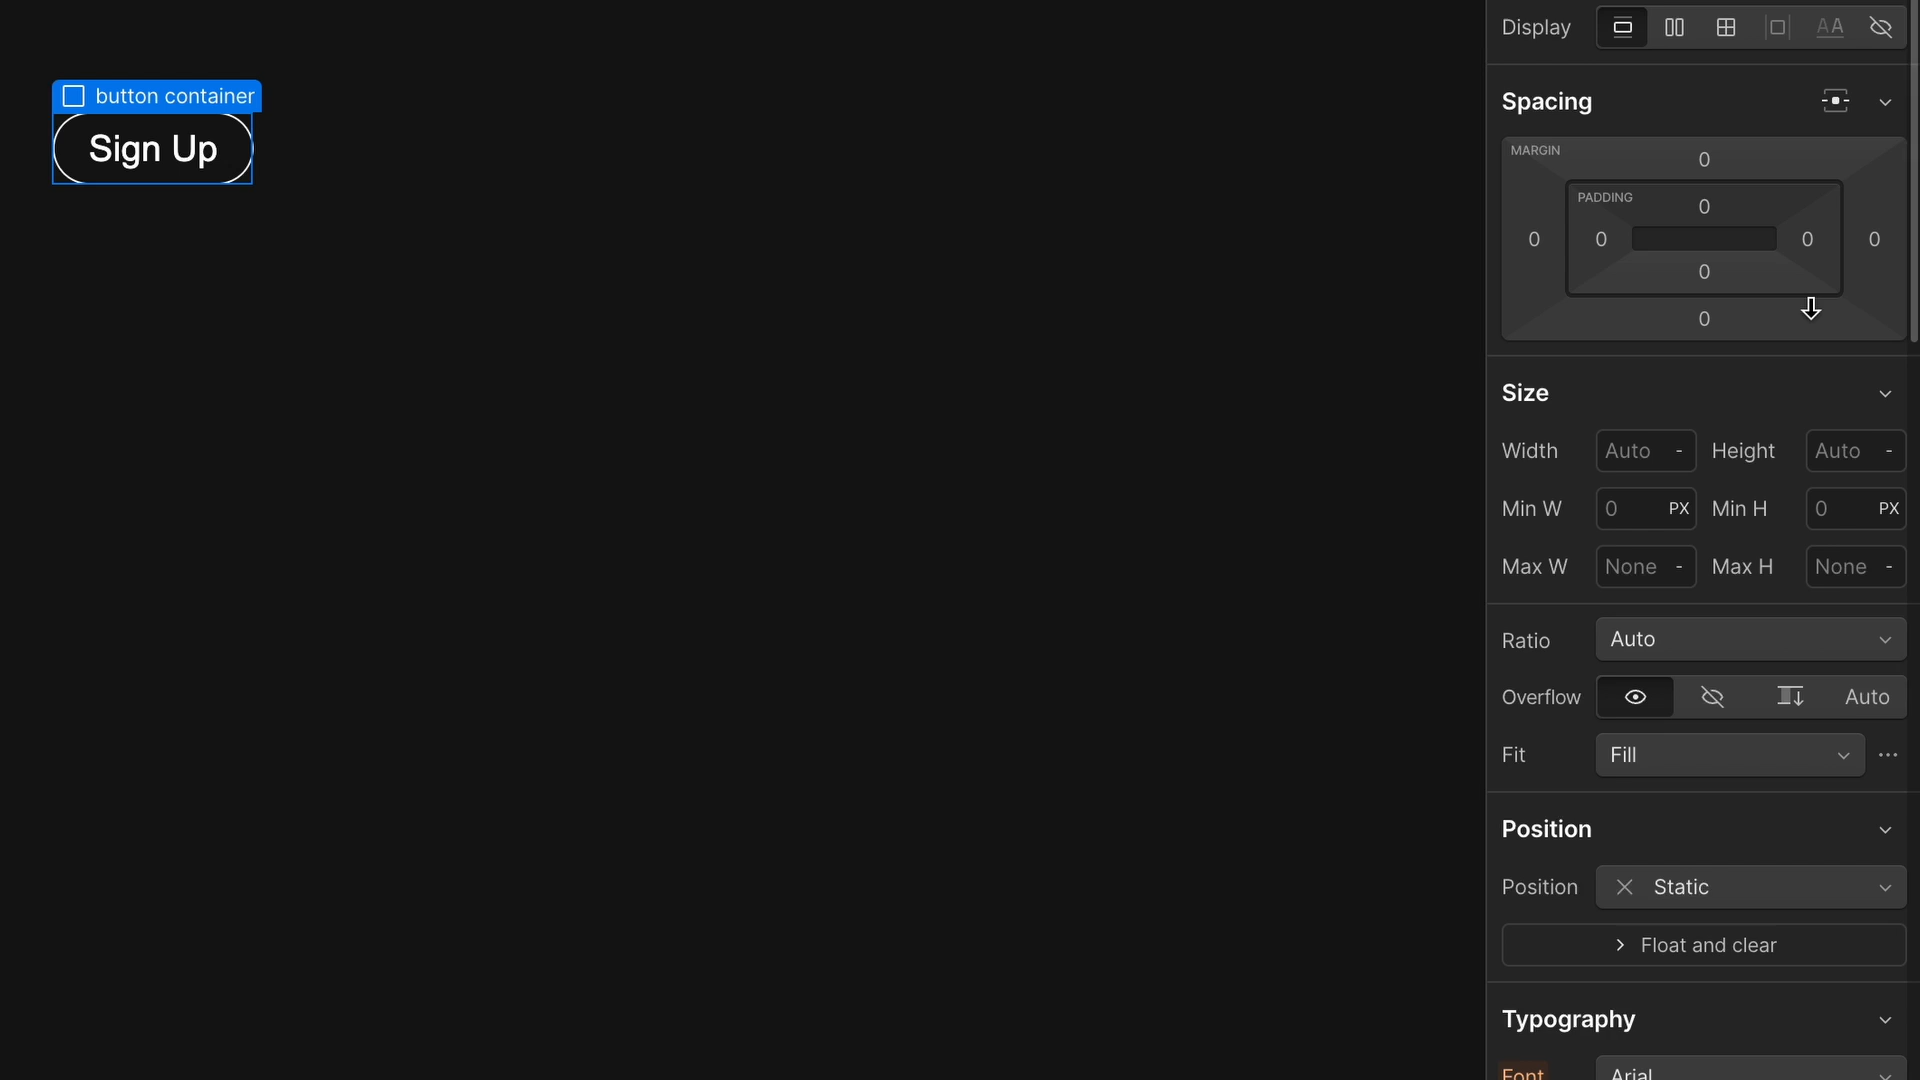 Display
AA
button container
Sign Up
Spacing
MARGIN
0
PADDING
0
0
0
0
0
0
0
Size
Width
Auto
-
Height
Auto
-
Min W
0
PX
Min H
0
PX
Max W
None
-
Max H
None
-
Ratio
Auto
Overflow
Auto
Fit
Fill
Position
Position
Static
Float and clear
Typography
Font
Arial